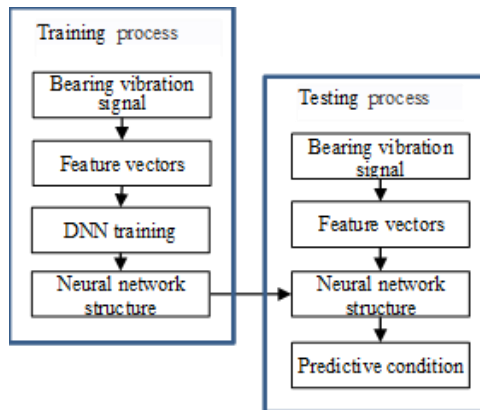 Training process
Bearing vibration
signal
Feature vectors
DNN training
Neural network
structure
Testing process
Bearing vibration
signal
Feature vectors
Neural network
structure
Predictive condition